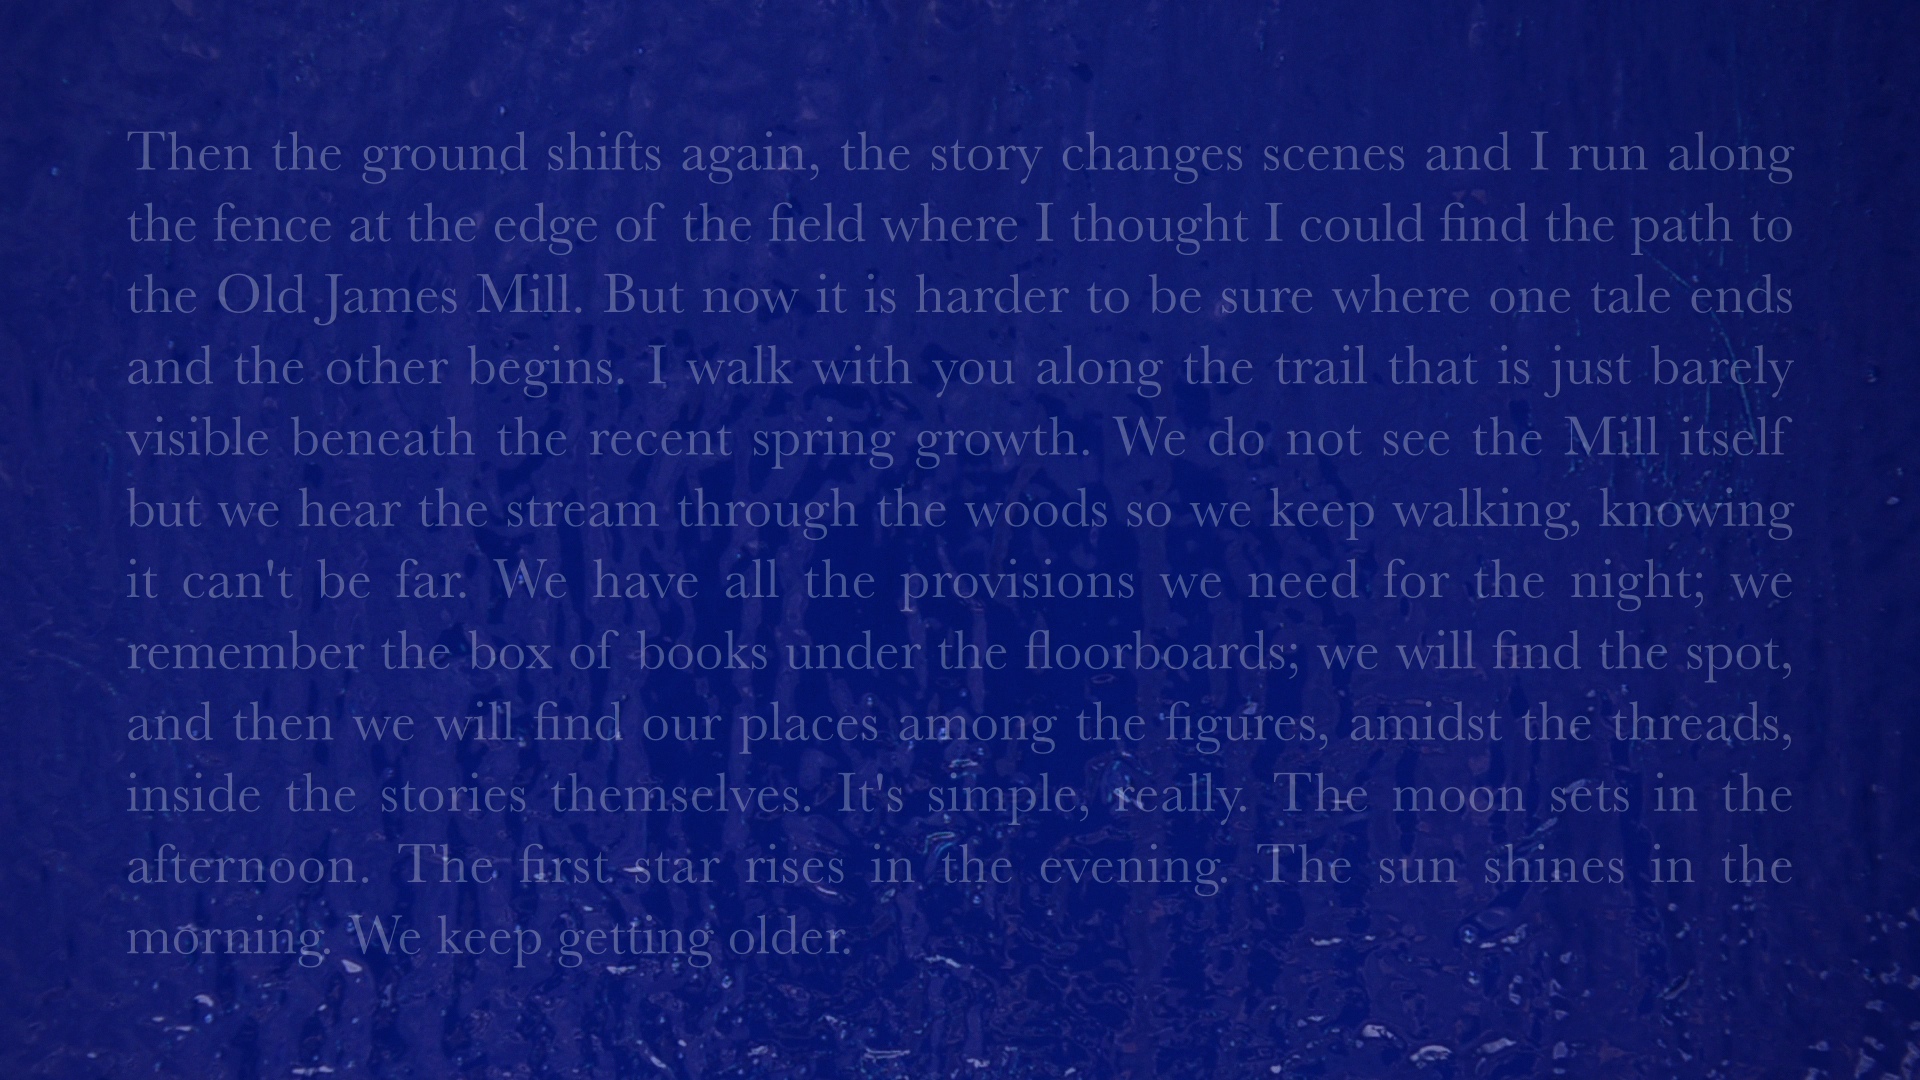 Then the ground shifts again, the story changes scenes and I run along
the fence at the edge of the field where I thought I could find the path to
the Old James Mill. But now it is harder to be sure where one tale ends
and the other begins. I walk with you along the trail that is just barely
visible beneath the recent spring growth. We do not see the Mill itself
but we hear the stream through the woods so we keep walking, knowing
it can't be far. We have all the provisions we need for the night; we
remember the box of books under the floorboards; we will find the spot,
and then we will find our places among the figures, amidst the threads,
inside the stories themselves. It's simple, really. The moon sets in the
afternoon. The first star rises in the evening. The sun shines in the
morning. We keep getting older.